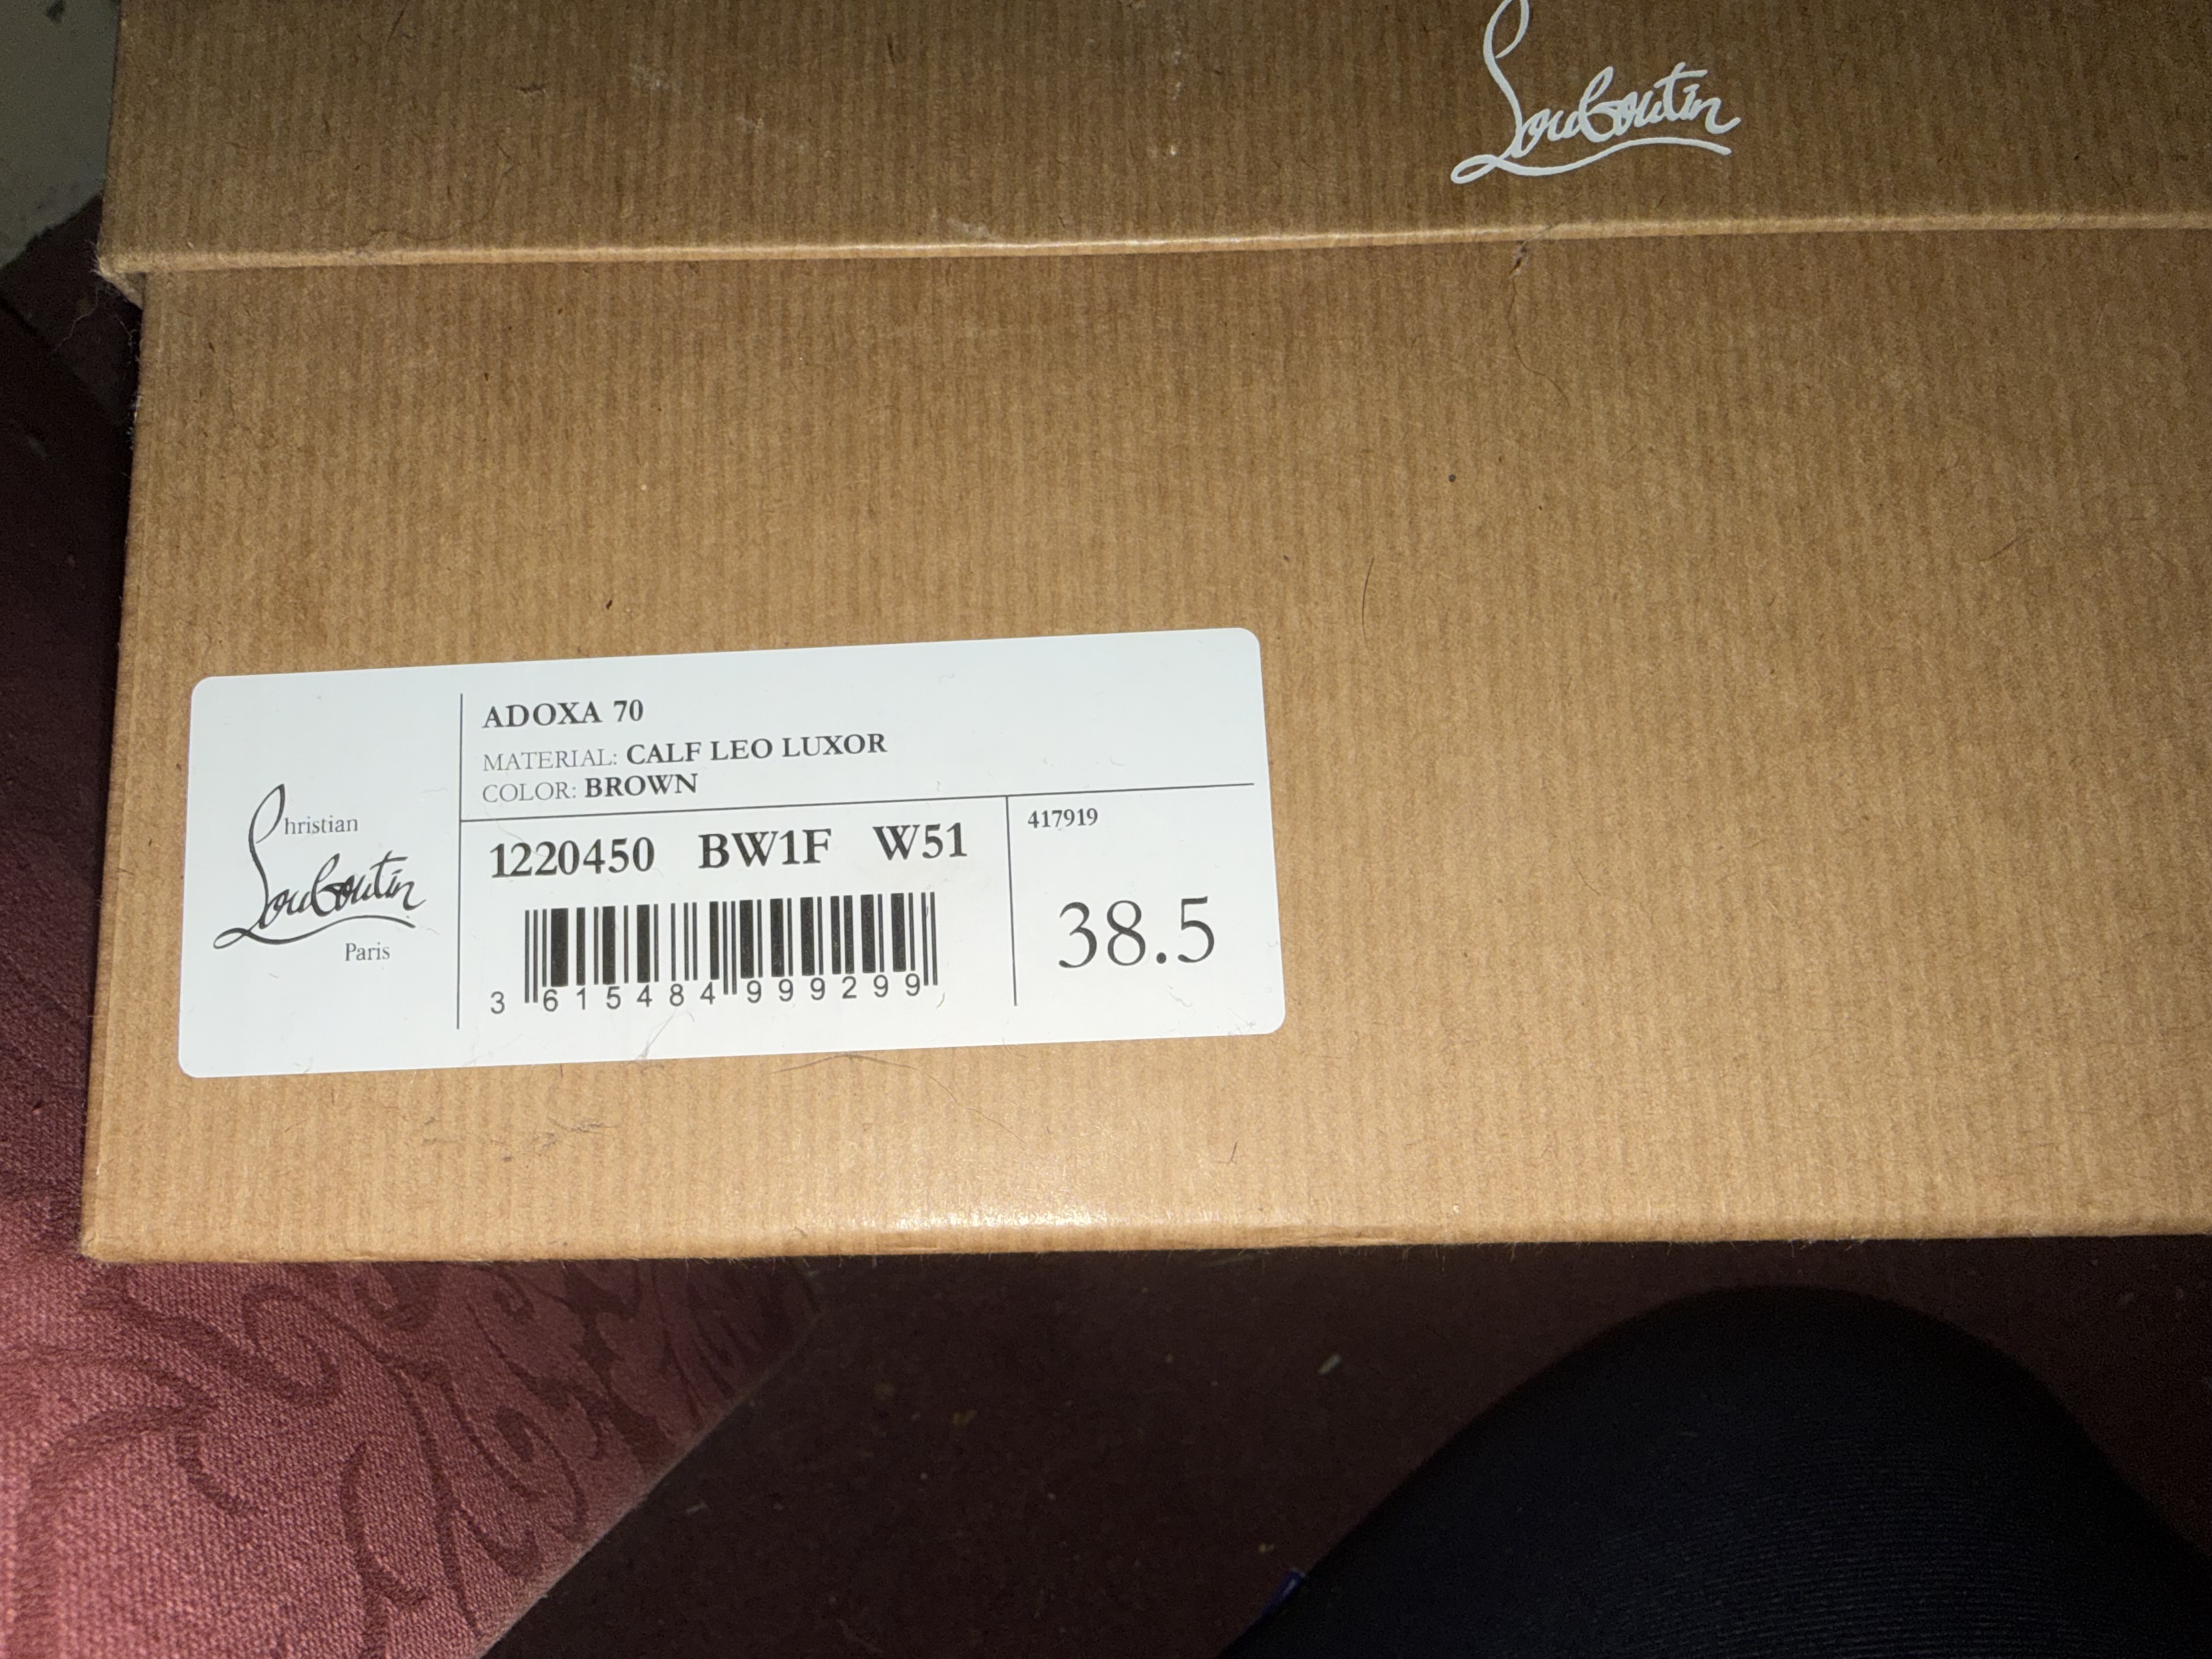 Louboutin
ADOXA 70
MATERIAL: CALF LEO LUXOR
COLOR: BROWN
Christian
Louboutin
Paris
1220450 BW1F W51
3 615484 999299
417919
38.5